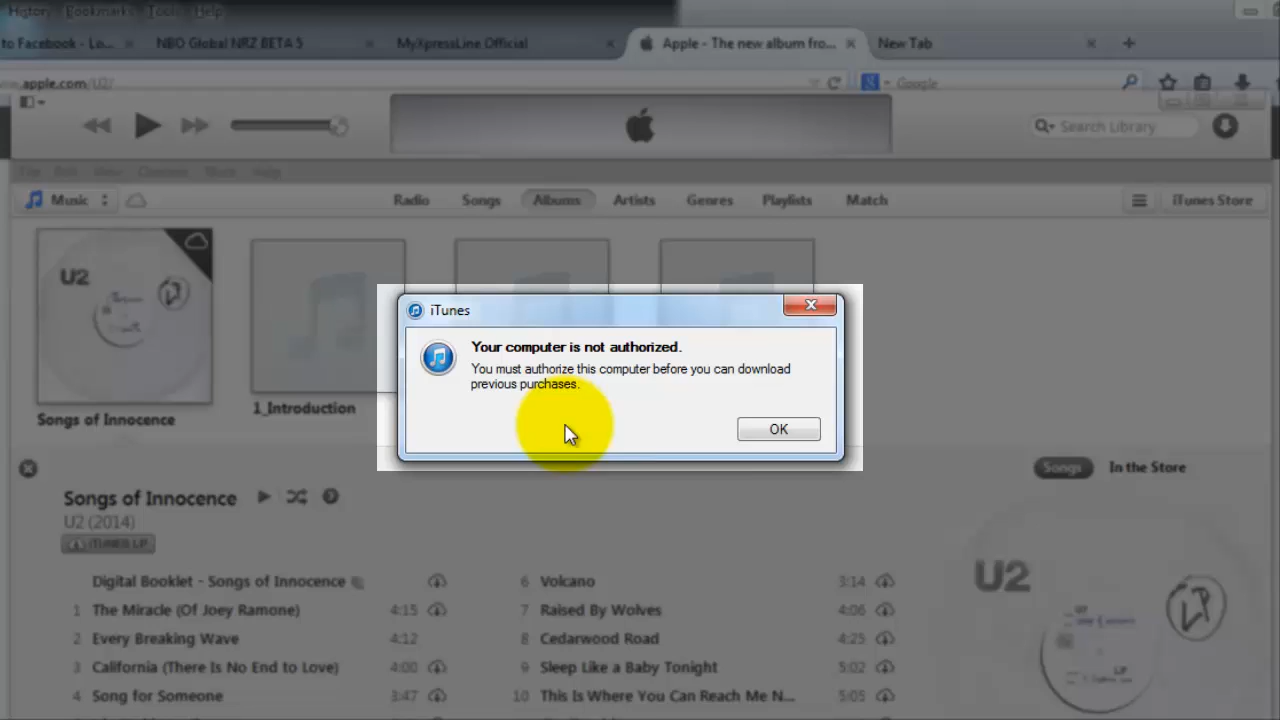 History Bookmarks Tools Help
to Facebook - Lo...
NBO Global NRZ BETA 5
MyXpressLine Official
Apple - The new album fro...
New Tab
.apple.com/U2/
Google
Search Library
Music
Radio
Songs
Albums
Artists
Genres
Playlists
Match
iTunes Store
U2
iTunes
Your computer is not authorized.
You must authorize this computer before you can download
previous purchases.
OK
Songs of Innocence
1_Introduction
Songs
In the Store
Songs of Innocence
U2 (2014)
iTUNES LP
Digital Booklet - Songs of Innocence
1 The Miracle (Of Joey Ramone) 4:15
2 Every Breaking Wave 4:12
3 California (There Is No End to Love) 4:00
4 Song for Someone 3:47
6 Volcano 3:14
7 Raised By Wolves 4:06
8 Cedarwood Road 4:25
9 Sleep Like a Baby Tonight 5:02
10 This Is Where You Can Reach Me N... 5:05
U2
LP